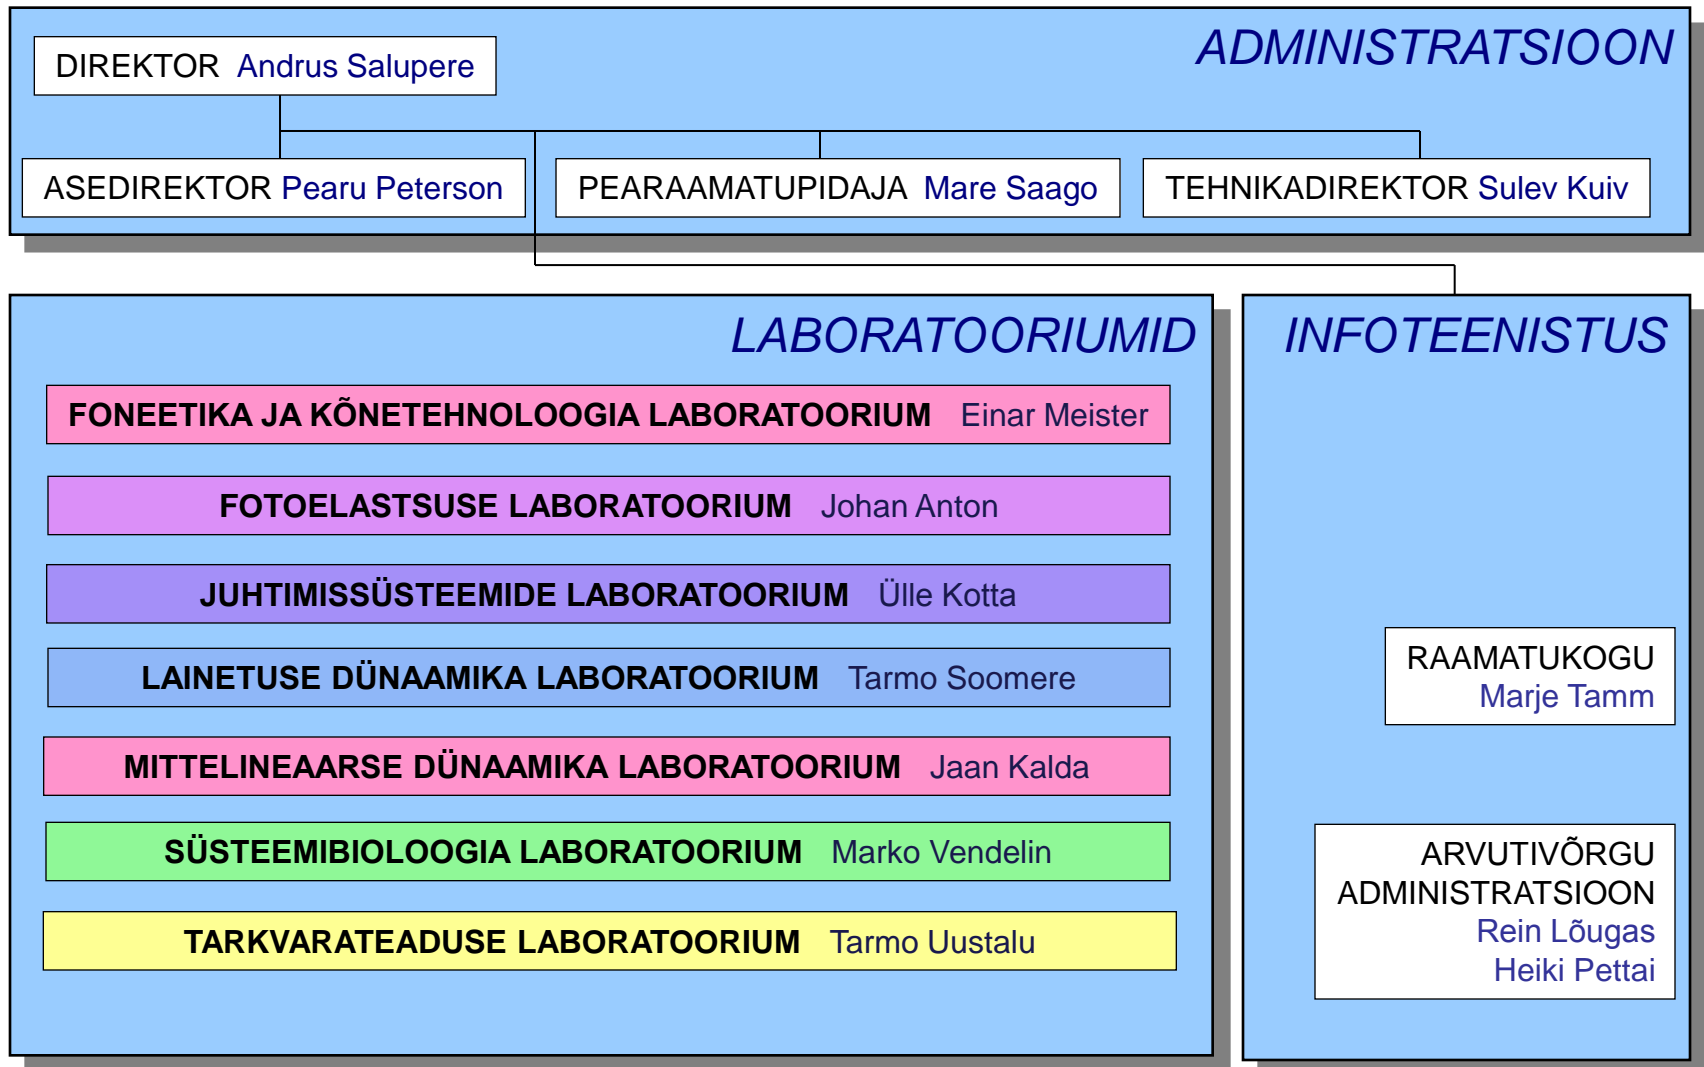 ADMINISTRATSIOON
DIREKTOR Andrus Salupere
ASEDIREKTOR Pearu Peterson
PEARAAMATUPIDAJA Mare Saago
TEHNIKADIREKTOR Sulev Kuiv
LABORATOORIUMID
FONEETIKA JA KÕNETEHNOLOOGIA LABORATOORIUM Einar Meister
FOTOELASTSUSE LABORATOORIUM Johan Anton
JUHTIMISSÜSTEEMIDE LABORATOORIUM Ülle Kotta
LAINETUSE DÜNAAMIKA LABORATOORIUM Tarmo Soomere
MITTELINEAARSE DÜNAAMIKA LABORATOORIUM Jaan Kalda
SÜSTEEMIBIOLOOGIA LABORATOORIUM Marko Vendelin
TARKVARATEADUSE LABORATOORIUM Tarmo Uustalu
INFOTEENISTUS
RAAMATUKOGU
Marje Tamm
ARVUTIVÕRGU
ADMINISTRATSIOON
Rein Lõugas
Heiki Pettai